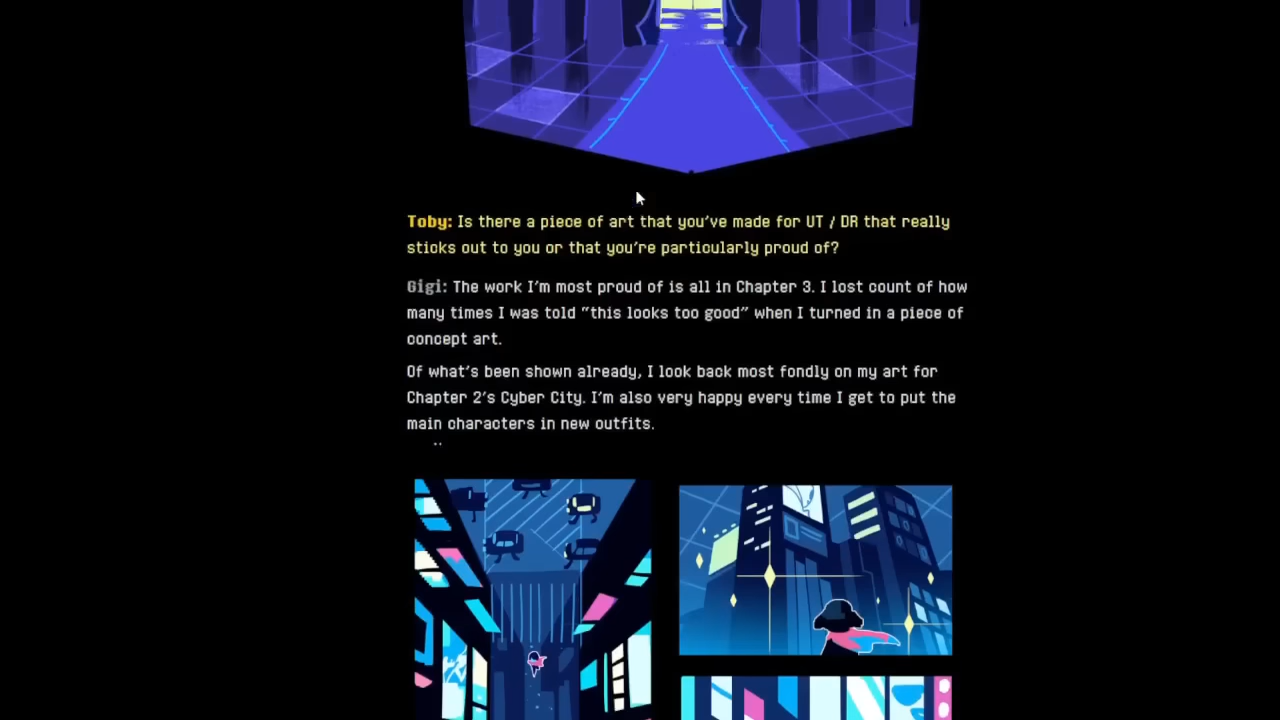 Toby: Is there a piece of art that you've made for UT / DR that really
sticks out to you or that you're particularly proud of?
Gigi: The work I'm most proud of is all in Chapter 3. I lost count of how
many times I was told "this looks too good" when I turned in a piece of
concept art.
Of what's been shown already, I look back most fondly on my art for
Chapter 2's Cyber City. I'm also very happy every time I get to put the
main characters in new outfits.